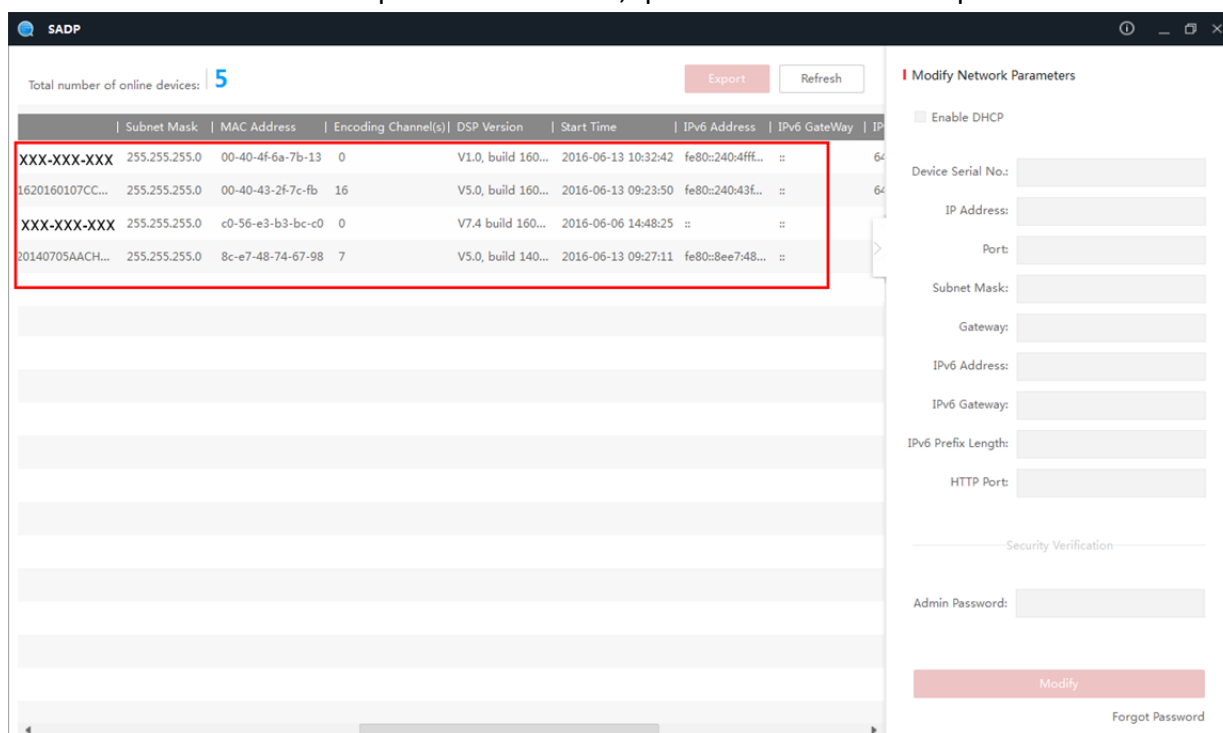 SADP
Total number of online devices: 5
Export
Refresh
| Subnet Mask | MAC Address | Encoding Channel(s)| DSP Version | Start Time | IPv6 Address | IPv6 GateWay | IP
XXX-XXX-XXX 255.255.255.0 00-40-4f-6a-7b-13 0 V1.0, build 160... 2016-06-13 10:32:42 fe80::240:4fff... :: 64
1620160107CC... 255.255.255.0 00-40-43-2f-7c-fb 16 V5.0, build 160... 2016-06-13 09:23:50 fe80::240:43f... :: 64
XXX-XXX-XXX 255.255.255.0 c0-56-e3-b3-bc-c0 0 V7.4 build 160... 2016-06-06 14:48:25 :: ::
20140705AACH... 255.255.255.0 8c-e7-48-74-67-98 7 V5.0, build 140... 2016-06-13 09:27:11 fe80::8ee7:48... ::
Modify Network Parameters
Enable DHCP
Device Serial No.:
IP Address:
Port:
Subnet Mask:
Gateway:
IPv6 Address:
IPv6 Gateway:
IPv6 Prefix Length:
HTTP Port:
Security Verification
Admin Password:
Modify
Forgot Password